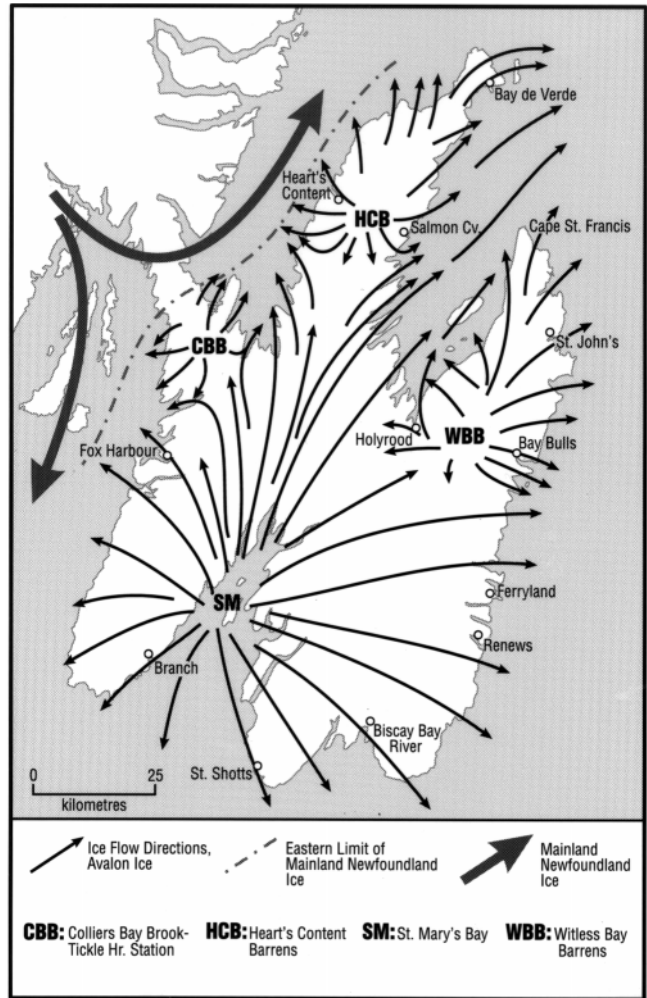 Bay de Verde
Heart's
Content
HCB
Salmon Cv.
Cape St. Francis
CBB
St. John's
Holyrood
WBB
Bay Bulls
Fox Harbour
SM
Ferryland
Renews
Branch
Biscay Bay
River
St. Shotts
0 25
kilometres
Ice Flow Directions,
Avalon Ice
Eastern Limit of
Mainland Newfoundland
Ice
Mainland
Newfoundland
Ice
CBB: Colliers Bay Brook-
Tickle Hr. Station
HCB: Heart's Content
Barrens
SM: St. Mary's Bay
WBB: Witless Bay
Barrens